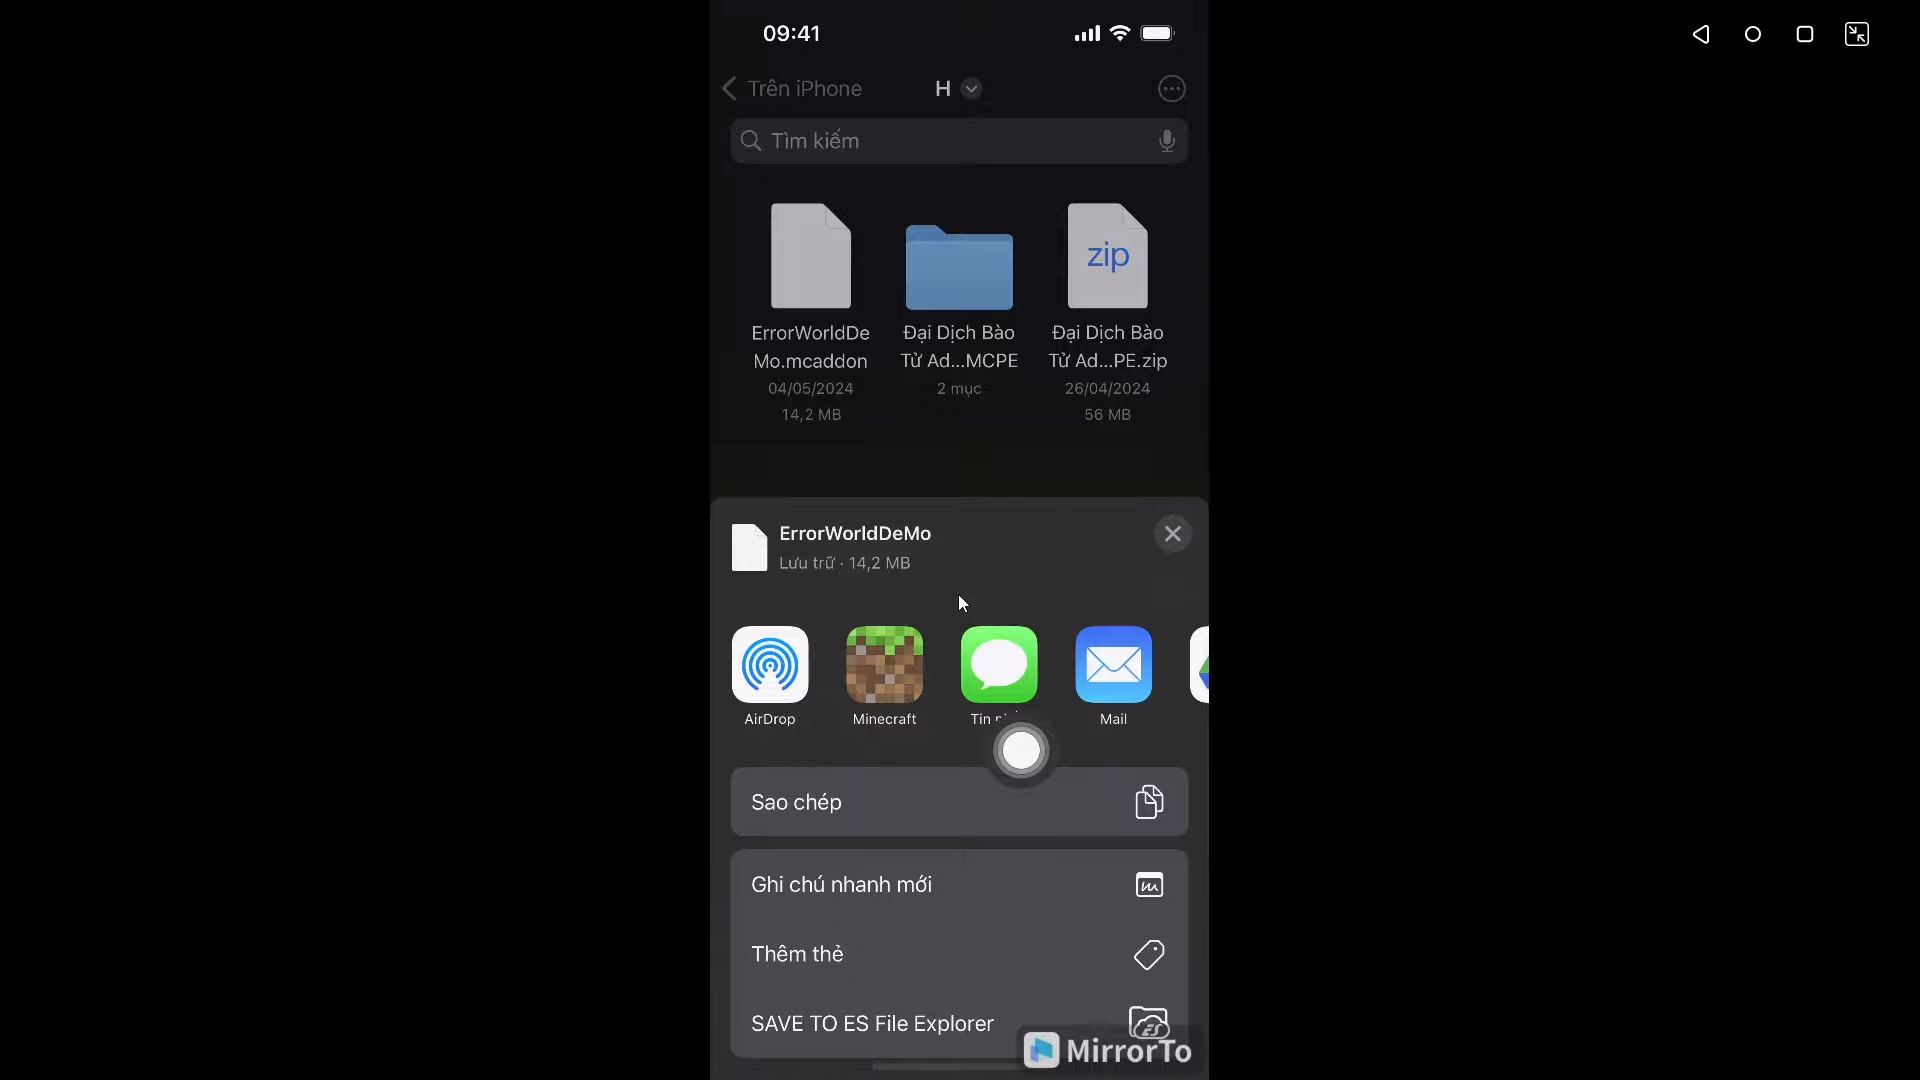 09:41
Trên iPhone
H
Tìm kiếm
zip
ErrorWorldDe
Mo.mcaddon
04/05/2024
14,2 MB
Đại Dịch Bào
Tử Ad...MCPE
2 mục
Đại Dịch Bào
Tử Ad...PE.zip
26/04/2024
56 MB
ErrorWorldDeMo
Lưu trữ · 14,2 MB
AirDrop
Minecraft
Tin
Mail
Sao chép
Ghi chú nhanh mới
Thêm thẻ
SAVE TO ES File Explorer
ES
MirrorTo